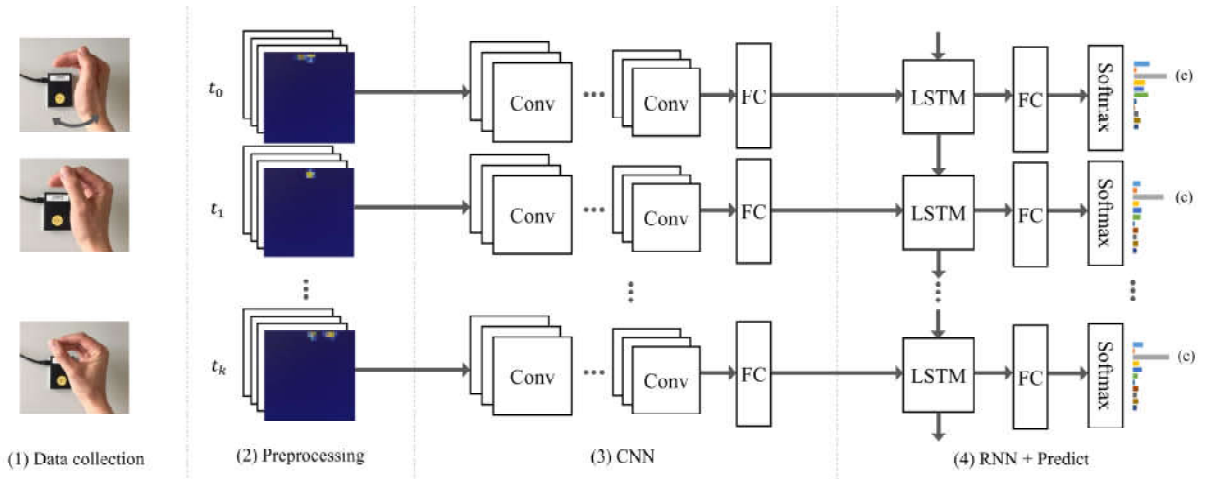 t₀
Conv
Conv
FC
LSTM
FC
Softmax
(c)
t₁
Conv
Conv
FC
LSTM
FC
Softmax
(c)
tₖ
Conv
Conv
FC
LSTM
FC
Softmax
(c)
(1) Data collection
(2) Preprocessing
(3) CNN
(4) RNN + Predict